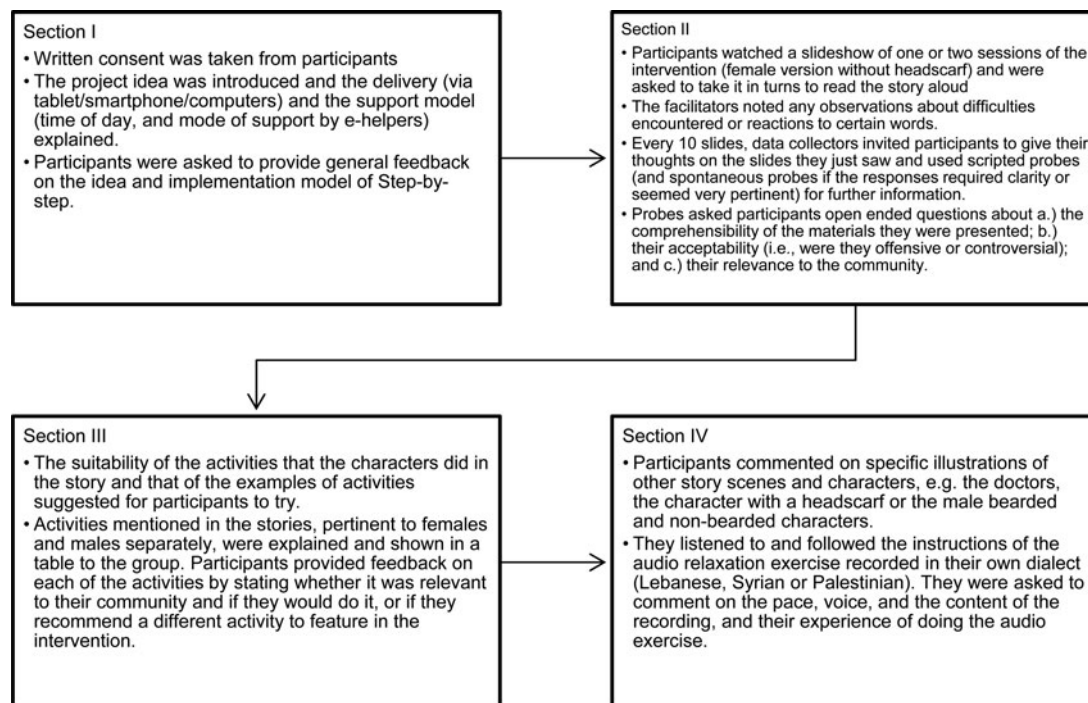 Section I
• Written consent was taken from participants
• The project idea was introduced and the delivery (via
tablet/smartphone/computers) and the support model
(time of day, and mode of support by e-helpers)
explained.
• Participants were asked to provide general feedback
on the idea and implementation model of Step-by-
step.
Section II
• Participants watched a slideshow of one or two sessions of the
intervention (female version without headscarf) and were
asked to take it in turns to read the story aloud
• The facilitators noted any observations about difficulties
encountered or reactions to certain words.
• Every 10 slides, data collectors invited participants to give their
thoughts on the slides they just saw and used scripted probes
(and spontaneous probes if the responses required clarity or
seemed very pertinent) for further information.
• Probes asked participants open ended questions about a.) the
comprehensibility of the materials they were presented; b.)
their acceptability (i.e., were they offensive or controversial);
and c.) their relevance to the community.
Section III
• The suitability of the activities that the characters did in
the story and that of the examples of activities
suggested for participants to try.
• Activities mentioned in the stories, pertinent to females
and males separately, were explained and shown in a
table to the group. Participants provided feedback on
each of the activities by stating whether it was relevant
to their community and if they would do it, or if they
recommend a different activity to feature in the
intervention.
Section IV
• Participants commented on specific illustrations of
other story scenes and characters, e.g. the doctors,
the character with a headscarf or the male bearded
and non-bearded characters.
• They listened to and followed the instructions of the
audio relaxation exercise recorded in their own dialect
(Lebanese, Syrian or Palestinian). They were asked to
comment on the pace, voice, and the content of the
recording, and their experience of doing the audio
exercise.